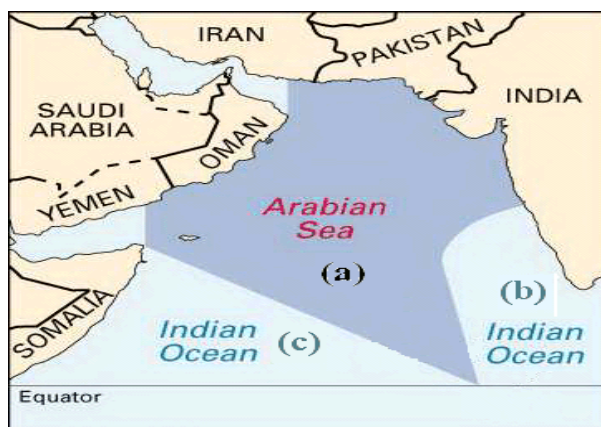 IRAN
PAKISTAN
SAUDI
ARABIA
INDIA
OMAN
YEMEN
Arabian
Sea
(a)
(b)
SOMALIA
Indian
Ocean
(c)
Indian
Ocean
Equator